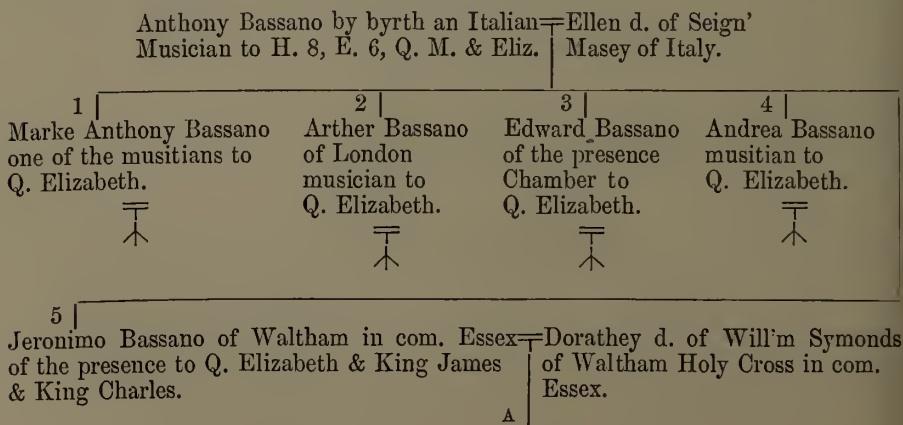 Anthony Bassano by byrth an Italian
Musician to H. 8, E. 6, Q. M. & Eliz.
Ellen d. of Seign'
Masey of Italy.
1
Marke Anthony Bassano
one of the musitians to
Q. Elizabeth.
2
Arther Bassano
of London
musician to
Q. Elizabeth.
3
Edward Bassano
of the presence
Chamber to
Q. Elizabeth.
4
Andrea Bassano
musitian to
Q. Elizabeth.
5
Jeronimo Bassano of Waltham in com. Essex
of the presence to Q. Elizabeth & King James
& King Charles.
Dorathey d. of Will'm Symonds
of Waltham Holy Cross in com.
Essex.
A